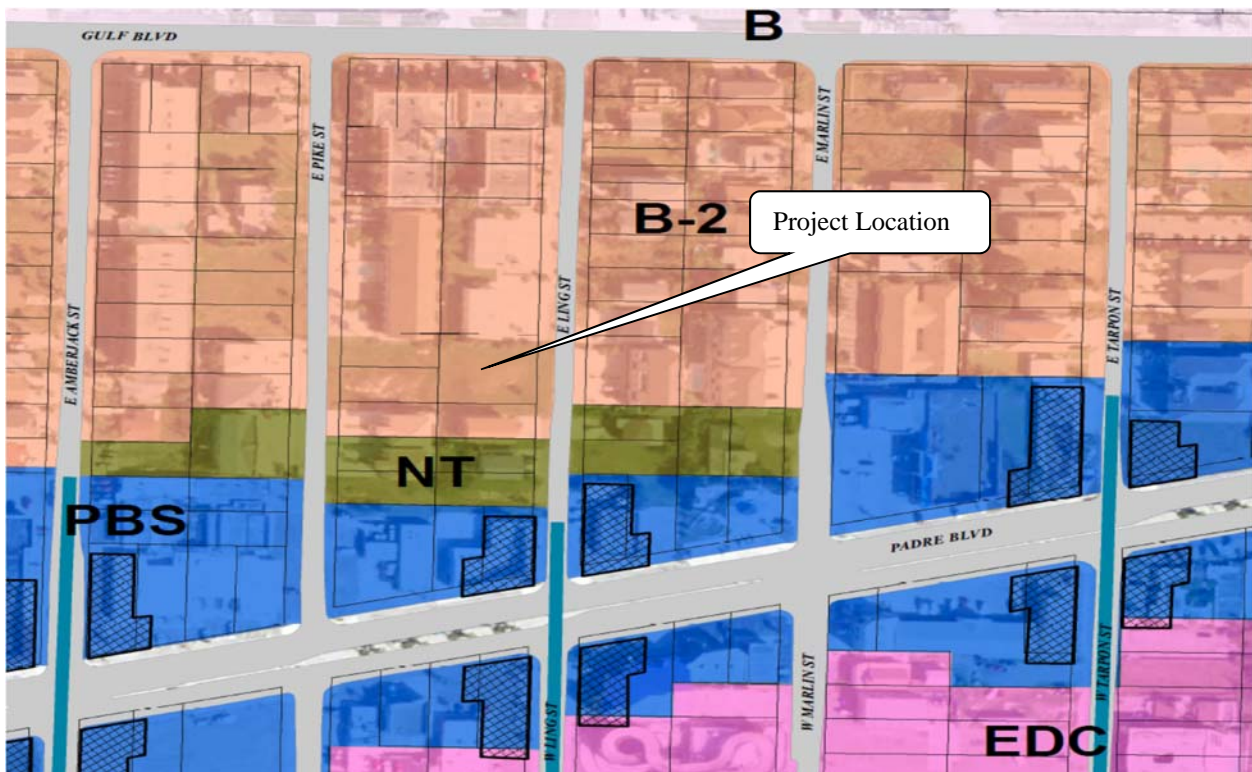 B
GULF BLVD
E PIKE ST
E MARLIN ST
B-2
Project Location
E AMBERJACK ST
E LING ST
E TARPON ST
NT
PBS
PADRE BLVD
W LING ST
W MARLIN ST
W TARPON ST
EDC